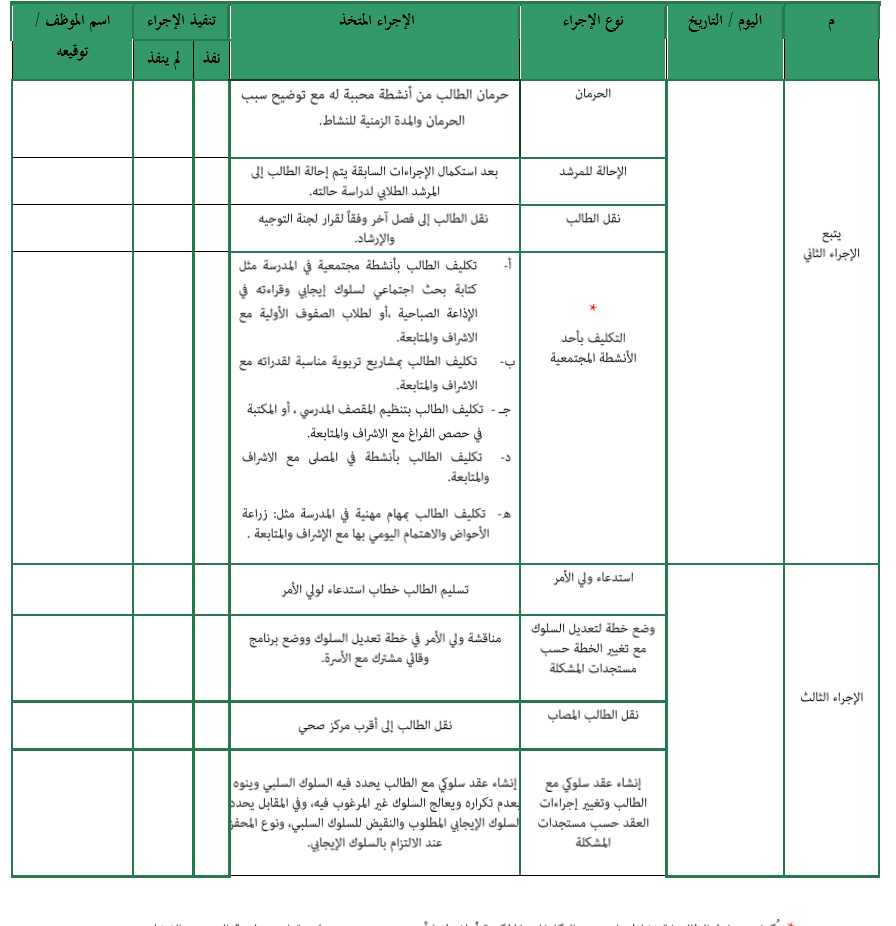 م
اليوم / التاريخ
نوع الإجراء
الإجراء المتخذ
تنفيذ الإجراء
نفذ
لم ينفذ
اسم الموظف /
توقيعه
يتبع
الإجراء الثاني
الحرمان
حرمان الطالب من أنشطة محببة له مع توضيح سبب
الحرمان والمدة الزمنية للنشاط.
الإحالة للمرشد
بعد استكمال الإجراءات السابقة يتم إحالة الطالب إلى
المرشد الطلابي لدراسة حالته.
نقل الطالب
نقل الطالب إلى فصل آخر وفقاً لقرار لجنة التوجيه
والإرشاد.
*
التكليف بأحد
الأنشطة المجتمعية
أ- تكليف الطالب بأنشطة مجتمعية في المدرسة مثل
كتابة بحث اجتماعي لسلوك إيجابي وقراءته في
الإذاعة الصباحية ،أو لطلاب الصفوف الأولية مع
الاشراف والمتابعة.
ب- تكليف الطالب بمشاريع تربوية مناسبة لقدراته مع
الاشراف والمتابعة.
جـ - تكليف الطالب بتنظيم المقصف المدرسي ، أو المكتبة
في حصص الفراغ مع الاشراف والمتابعة.
د- تكليف الطالب بأنشطة في المصلى مع الاشراف
والمتابعة.
ه- تكليف الطالب بمهام مهنية في المدرسة مثل: زراعة
الأحواض والاهتمام اليومي بها مع الإشراف والمتابعة .
الإجراء الثالث
استدعاء ولي الأمر
تسليم الطالب خطاب استدعاء لولي الأمر
وضع خطة لتعديل السلوك
مع تغيير الخطة حسب
مستجدات المشكلة
مناقشة ولي الأمر في خطة تعديل السلوك ووضع برنامج
وقائي مشترك مع الأسرة.
نقل الطالب المصاب
نقل الطالب إلى أقرب مركز صحي
إنشاء عقد سلوكي مع
الطالب وتغيير إجراءات
العقد حسب مستجدات
المشكلة
إنشاء عقد سلوكي مع الطالب يحدد فيه السلوك السلبي وينوه
بعدم تكراره ويعالج السلوك غير المرغوب فيه، وفي المقابل يحدد
السلوك الإيجابي المطلوب والنقيض للسلوك السلبي، ونوع المحفز
عند الالتزام بالسلوك الإيجابي.